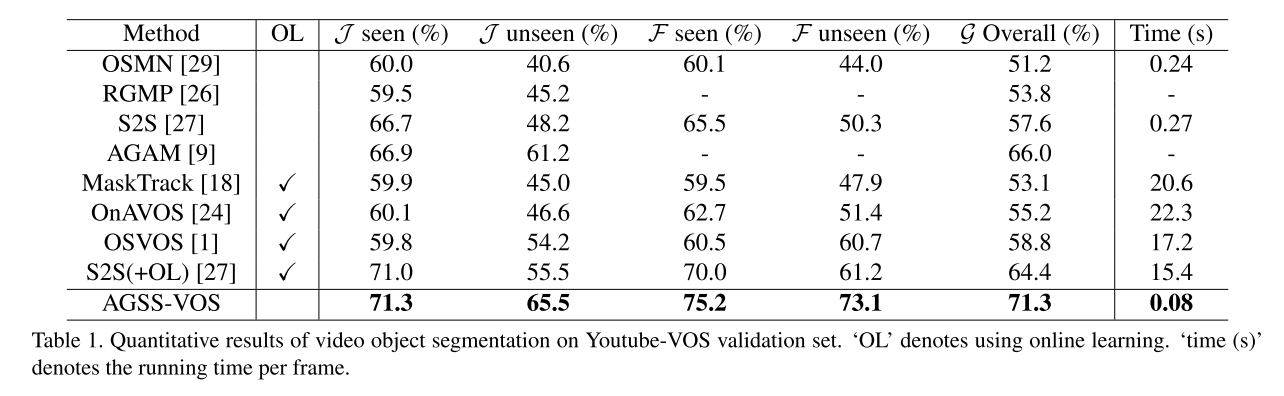 Method OL 𝒥 seen (%) 𝒥 unseen (%) ℱ seen (%) ℱ unseen (%) 𝒢 Overall (%) Time (s)
OSMN [29] 60.0 40.6 60.1 44.0 51.2 0.24
RGMP [26] 59.5 45.2 - - 53.8 -
S2S [27] 66.7 48.2 65.5 50.3 57.6 0.27
AGAM [9] 66.9 61.2 - - 66.0 -
MaskTrack [18] ✓ 59.9 45.0 59.5 47.9 53.1 20.6
OnAVOS [24] ✓ 60.1 46.6 62.7 51.4 55.2 22.3
OSVOS [1] ✓ 59.8 54.2 60.5 60.7 58.8 17.2
S2S(+OL) [27] ✓ 71.0 55.5 70.0 61.2 64.4 15.4
AGSS-VOS 71.3 65.5 75.2 73.1 71.3 0.08
Table 1. Quantitative results of video object segmentation on Youtube-VOS validation set. ‘OL’ denotes using online learning. ‘time (s)’
denotes the running time per frame.